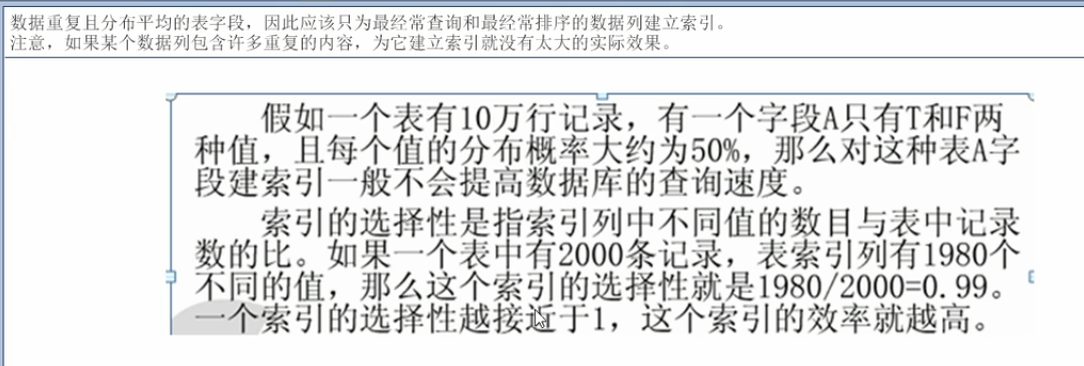 数据重复且分布平均的表字段，因此应该只为最经常查询和最经常排序的数据列建立索引。
注意，如果某个数据列包含许多重复的内容，为它建立索引就没有太大的实际效果。
假如一个表有10万行记录，有一个字段A只有T和F两
种值，且每个值的分布概率大约为50%，那么对这种表A字
段建索引一般不会提高数据库的查询速度。
索引的选择性是指索引列中不同值的数目与表中记录
数的比。如果一个表中有2000条记录，表索引列有1980个
不同的值，那么这个索引的选择性就是1980/2000=0.99。
一个索引的选择性越接近于1，这个索引的效率就越高。